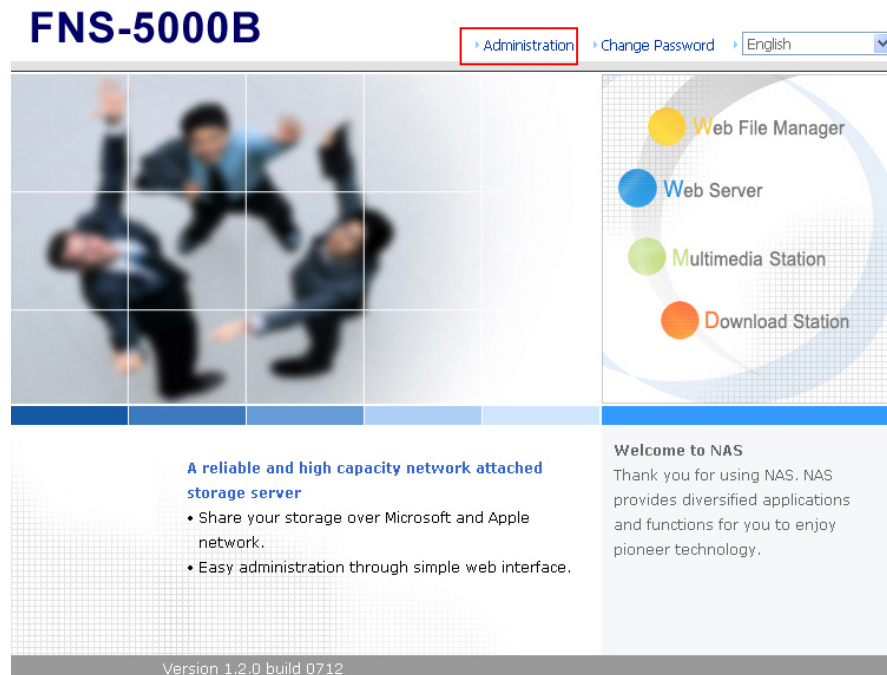 FNS-5000B
Administration
Change Password
English
Web File Manager
Web Server
Multimedia Station
Download Station
A reliable and high capacity network attached
storage server
• Share your storage over Microsoft and Apple
network.
• Easy administration through simple web interface.
Welcome to NAS
Thank you for using NAS. NAS
provides diversified applications
and functions for you to enjoy
pioneer technology.
Version 1.2.0 build 0712